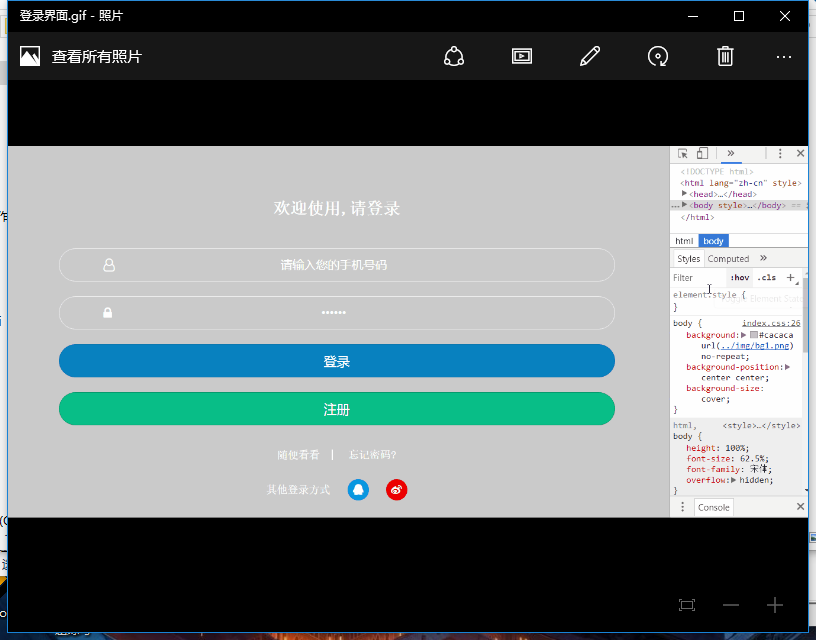 登录界面.gif - 照片
查看所有照片
欢迎使用,请登录
请输入您的手机号码
••••••
登录
注册
随便看看 | 忘记密码?
其他登录方式
<!DOCTYPE html>
<html lang="zh-cn" style>
<head>…</head>
<body style>…</body> ==
</html>
html body
Styles Computed »
Filter :hov .cls +
element.style {
}
body { index.css:26
background: #cacaca
url(../img/bg1.png)
no-repeat;
background-position:
center center;
background-size:
cover;
}
html, <style>…</style>
body {
height: 100%;
font-size: 62.5%;
font-family: 宋体;
overflow: hidden;
}
Console